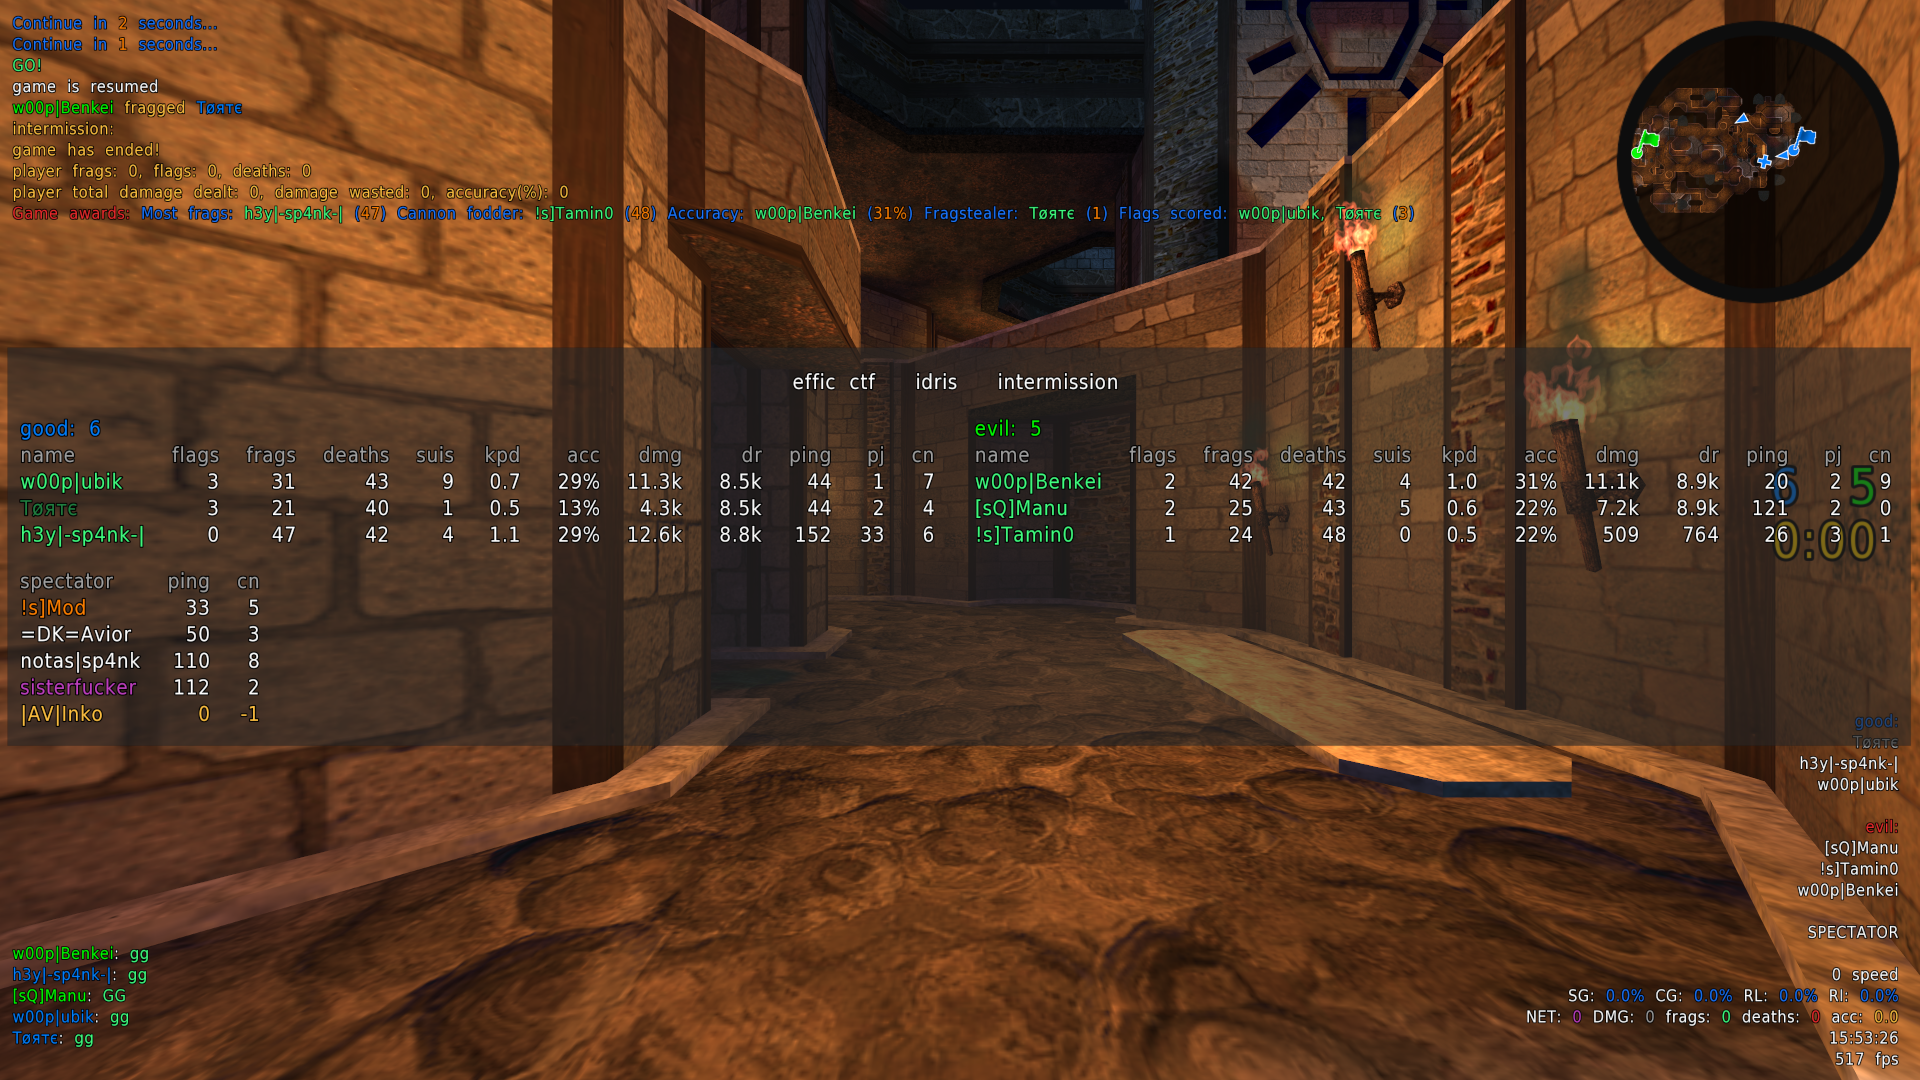 Continue in 2 seconds...
Continue in 1 seconds...
GO!
game is resumed
w00p|Benkei fragged Tøятє
intermission:
game has ended!
player frags: 0, flags: 0, deaths: 0
player total damage dealt: 0, damage wasted: 0, accuracy(%): 0
Game awards: Most frags: h3y|-sp4nk-| (47) Cannon fodder: !s]Tamin0 (48) Accuracy: w00p|Benkei (31%) Fragstealer: Tøятє (1) Flags scored: w00p|ubik, Tøятє (3)
effic ctf idris intermission
good: 6
name flags frags deaths suis kpd acc dmg dr ping pj cn
w00p|ubik 3 31 43 9 0.7 29% 11.3k 8.5k 44 1 7
Tøятє 3 21 40 1 0.5 13% 4.3k 8.5k 44 2 4
h3y|-sp4nk-| 0 47 42 4 1.1 29% 12.6k 8.8k 152 33 6
evil: 5
name flags frags deaths suis kpd acc dmg dr ping pj cn
w00p|Benkei 2 42 42 4 1.0 31% 11.1k 8.9k 20 2 9
[sQ]Manu 2 25 43 5 0.6 22% 7.2k 8.9k 121 2 0
!s]Tamin0 1 24 48 0 0.5 22% 509 764 26 3 1
6 5
0:00
spectator ping cn
!s]Mod 33 5
=DK=Avior 50 3
notas|sp4nk 110 8
sisterfucker 112 2
|AV|Inko 0 -1
good:
Tøятє
h3y|-sp4nk-|
w00p|ubik
evil:
[sQ]Manu
!s]Tamin0
w00p|Benkei
SPECTATOR
0 speed
SG: 0.0% CG: 0.0% RL: 0.0% RI: 0.0%
NET: 0 DMG: 0 frags: 0 deaths: 0 acc: 0.0
15:53:26
517 fps
w00p|Benkei: gg
h3y|-sp4nk-|: gg
[sQ]Manu: GG
w00p|ubik: gg
Tøятє: gg